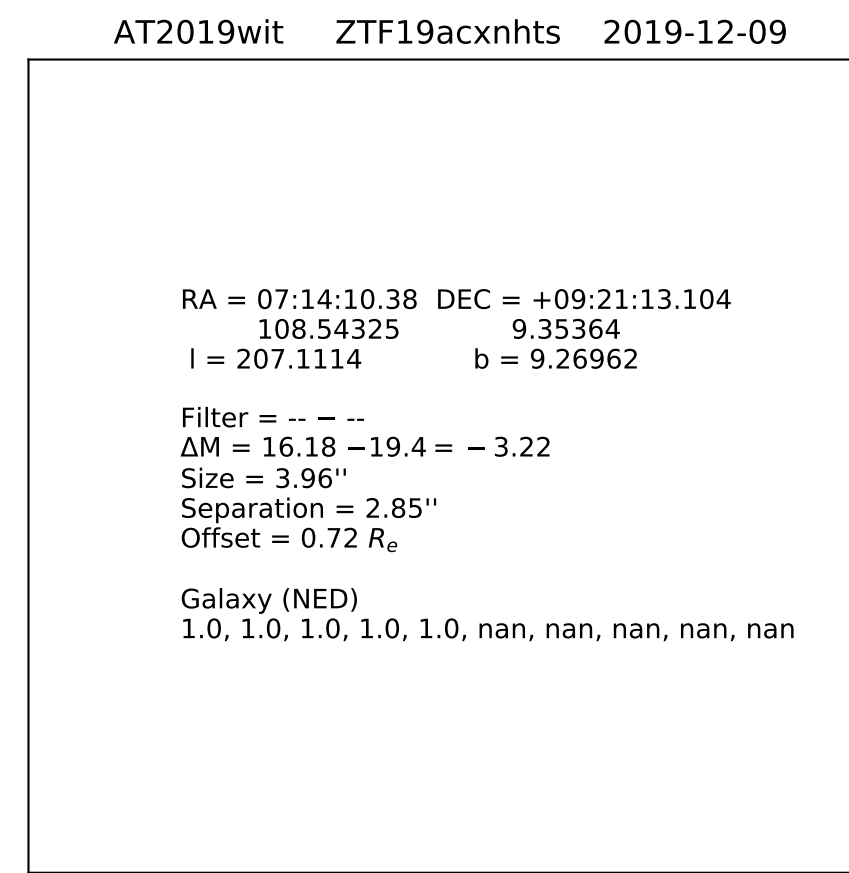 AT2019wit ZTF19acxnhts 2019-12-09
RA = 07:14:10.38 DEC = +09:21:13.104
108.54325 9.35364
l = 207.1114 b = 9.26962
Filter = -- − --
ΔM = 16.18 −19.4 = − 3.22
Size = 3.96''
Separation = 2.85''
Offset = 0.72 Re
Galaxy (NED)
1.0, 1.0, 1.0, 1.0, 1.0, nan, nan, nan, nan, nan